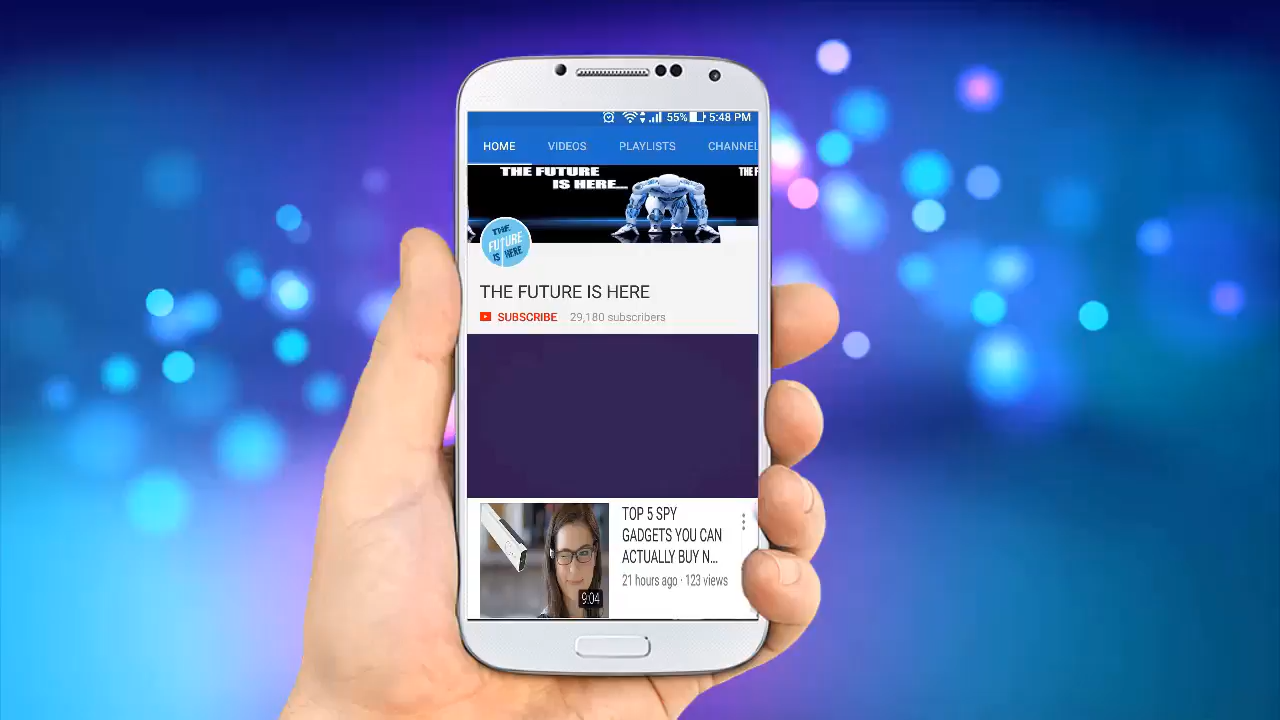 55% 5:48 PM
HOME VIDEOS PLAYLISTS CHANNEL
THE FUTURE
IS HERE...
THE F
THE
FUTURE
IS HERE
THE FUTURE IS HERE
SUBSCRIBE 29,180 subscribers
TOP 5 SPY
GADGETS YOU CAN
ACTUALLY BUY N...
21 hours ago · 123 views
9:04